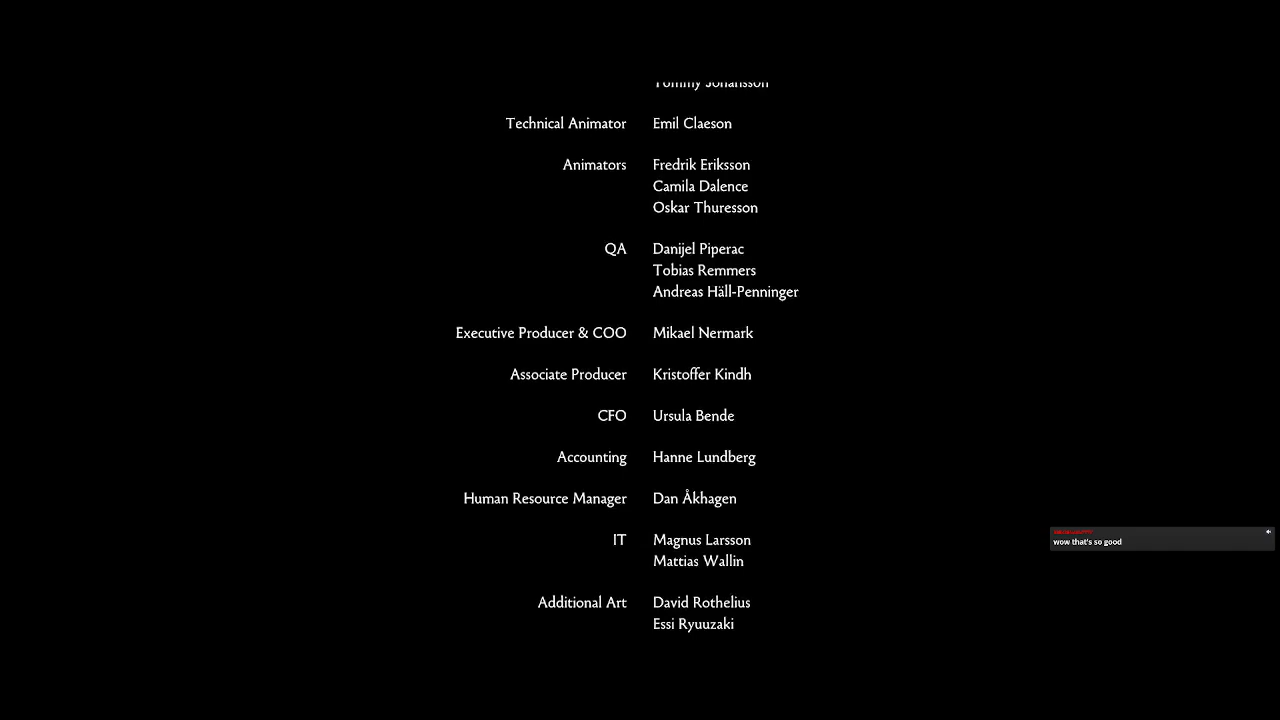 Tommy Johansson
Technical Animator Emil Claeson
Animators Fredrik Eriksson
Camila Dalence
Oskar Thuresson
QA Danijel Piperac
Tobias Remmers
Andreas Häll-Penninger
Executive Producer & COO Mikael Nermark
Associate Producer Kristoffer Kindh
CFO Ursula Bende
Accounting Hanne Lundberg
Human Resource Manager Dan Åkhagen
IT Magnus Larsson
Mattias Wallin
wow that's so good
Additional Art David Rothelius
Essi Ryuuzaki